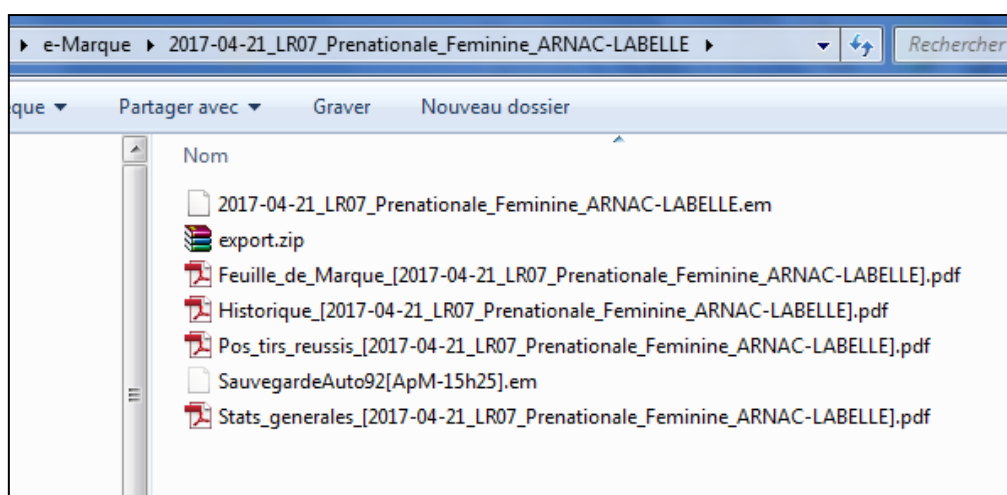 e-Marque 2017-04-21_LR07_Prenationale_Feminine_ARNAC-LABELLE Rechercher
que Partager avec Graver Nouveau dossier
Nom
2017-04-21_LR07_Prenationale_Feminine_ARNAC-LABELLE.em
export.zip
Feuille_de_Marque_[2017-04-21_LR07_Prenationale_Feminine_ARNAC-LABELLE].pdf
Historique_[2017-04-21_LR07_Prenationale_Feminine_ARNAC-LABELLE].pdf
Pos_tirs_reussis_[2017-04-21_LR07_Prenationale_Feminine_ARNAC-LABELLE].pdf
SauvegardeAuto92[ApM-15h25].em
Stats_generales_[2017-04-21_LR07_Prenationale_Feminine_ARNAC-LABELLE].pdf